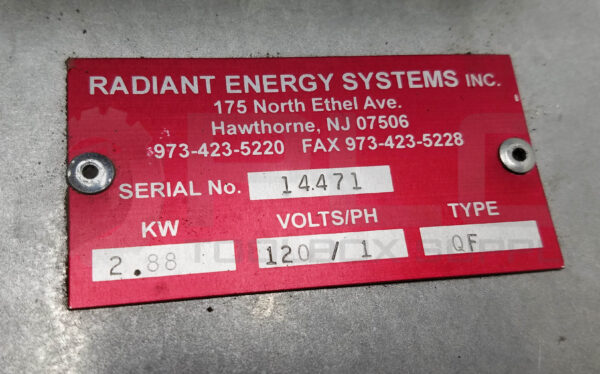 RADIANT ENERGY SYSTEMS INC.
175 North Ethel Ave.
Hawthorne, NJ 07506
973-423-5220 FAX 973-423-5228
SERIAL No. 14471
KW VOLTS/PH TYPE
2.88 120 / 1 QF
TOOLBOX